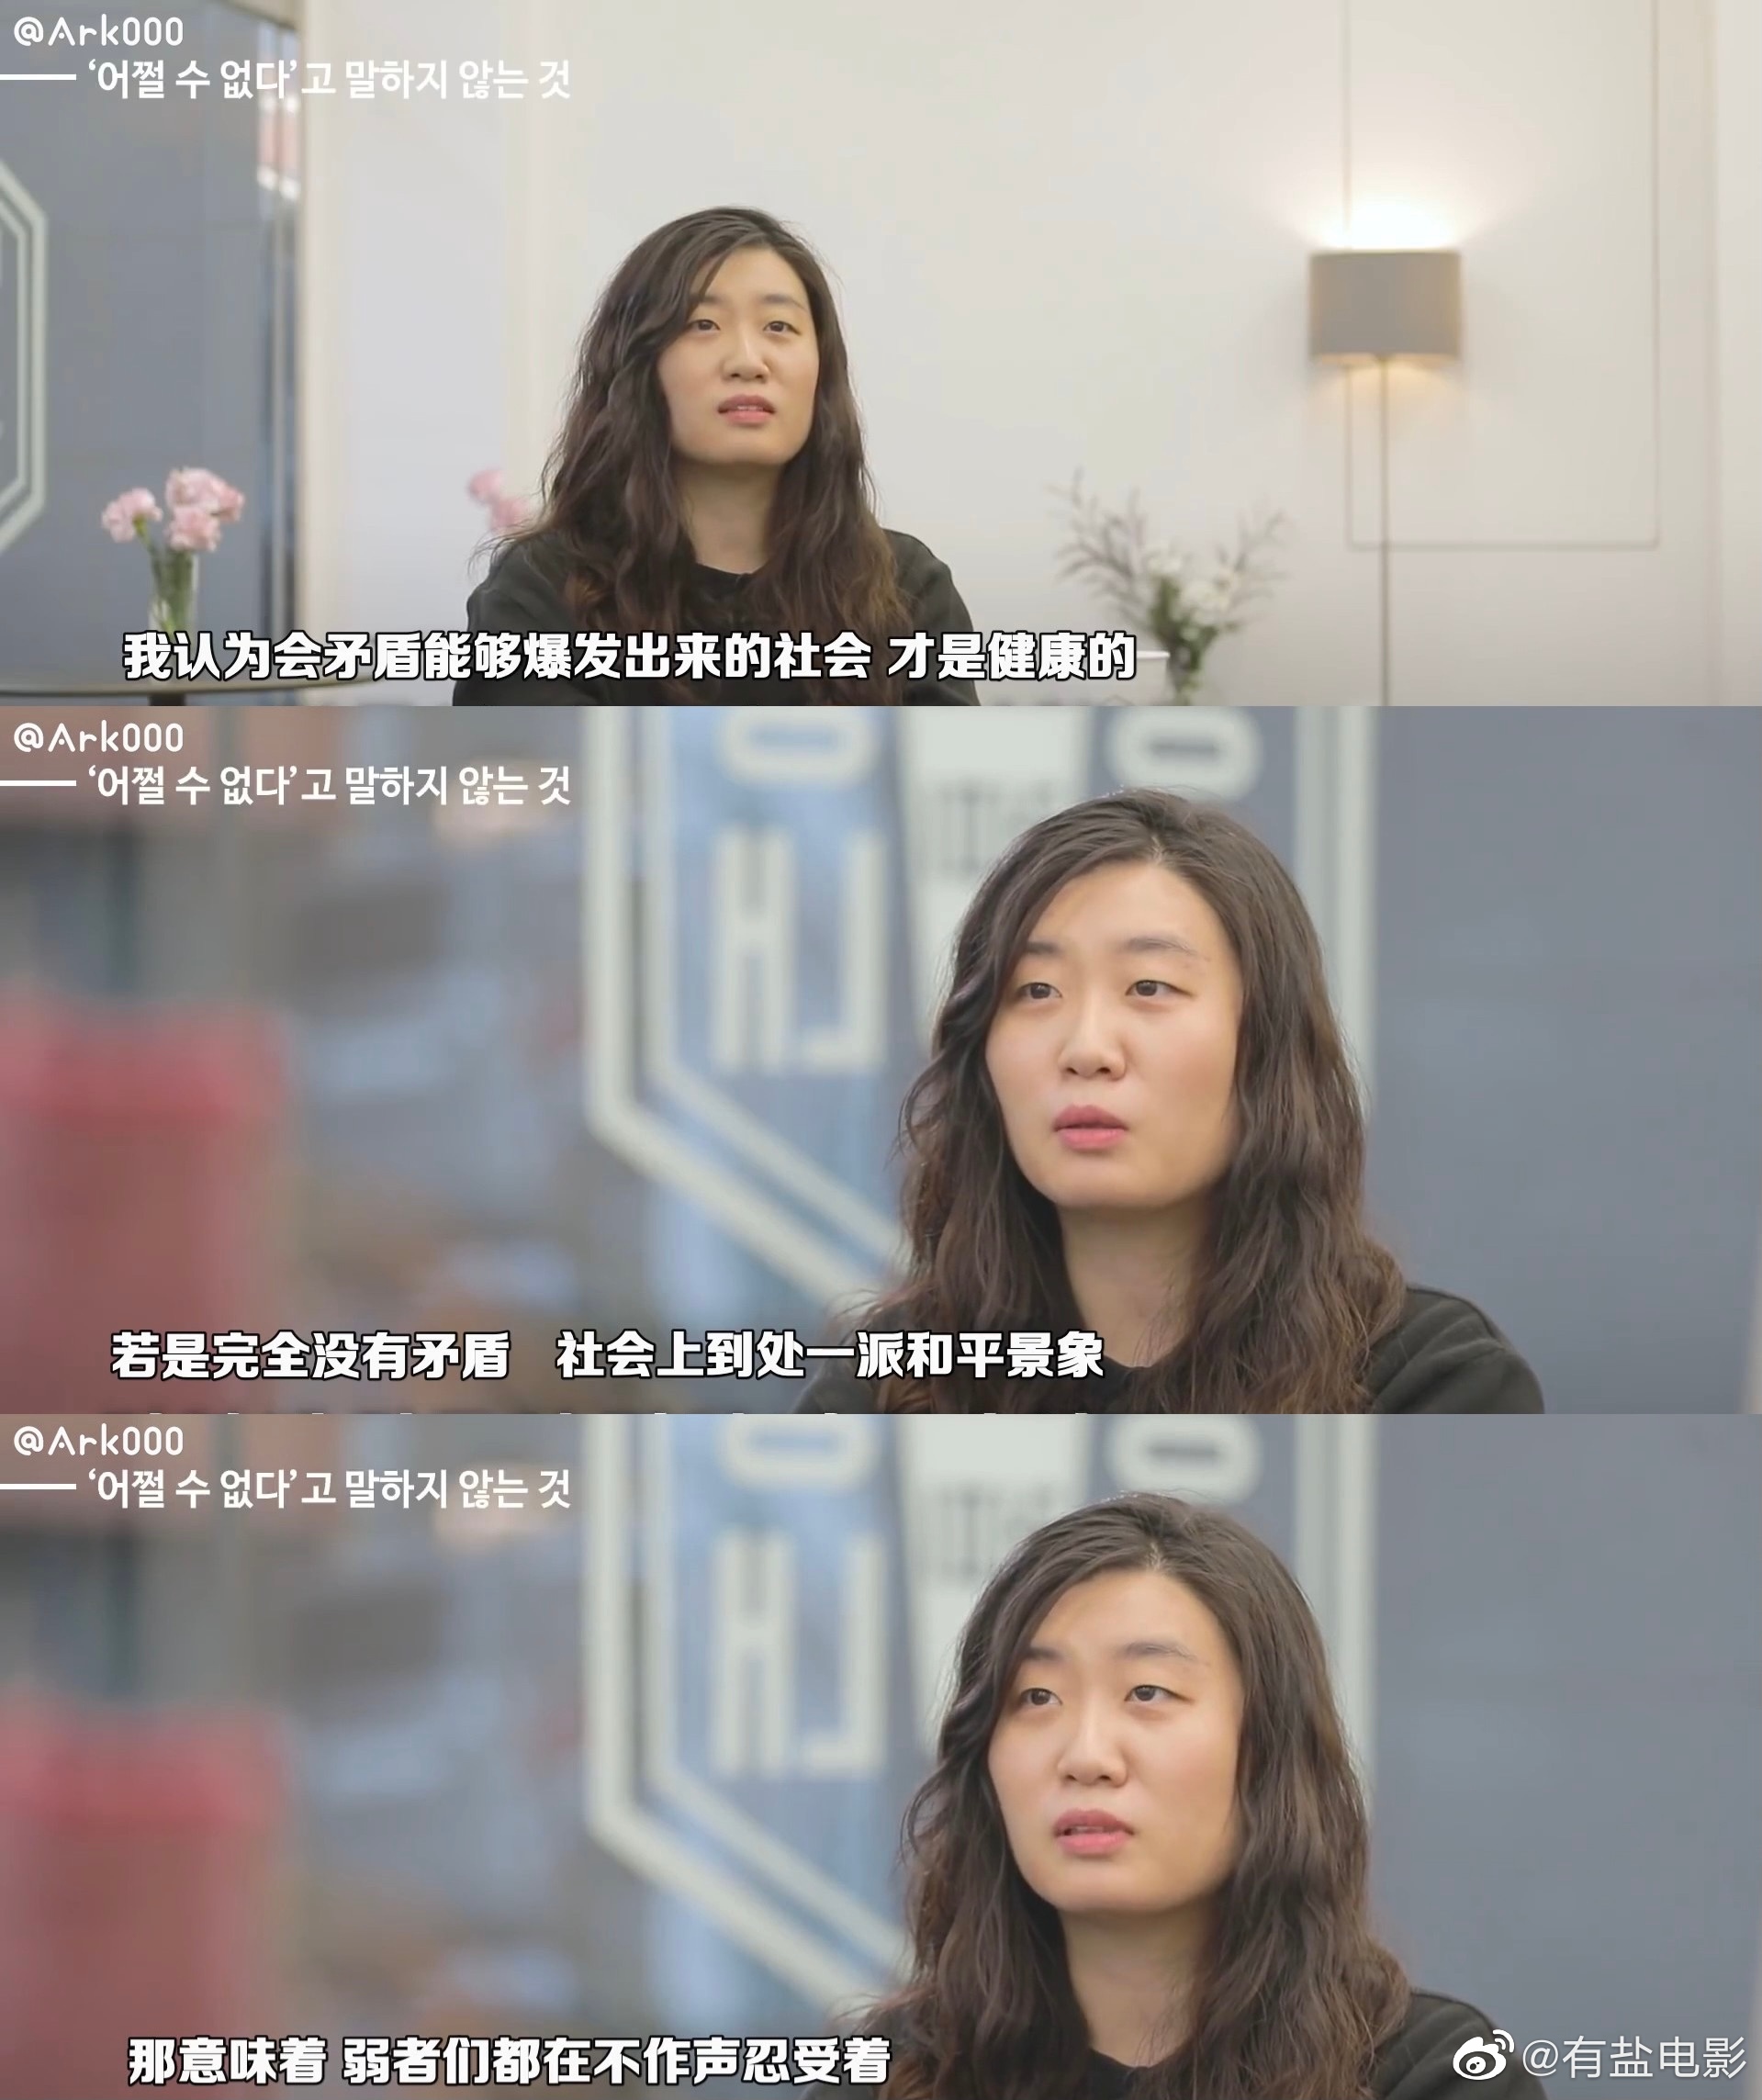 @Ark000
— ‘어쩔 수 없다’고 말하지 않는 것
我认为会矛盾能够爆发出来的社会 才是健康的
@Ark000
— ‘어쩔 수 없다’고 말하지 않는 것
若是完全没有矛盾 社会上到处一派和平景象
@Ark000
— ‘어쩔 수 없다’고 말하지 않는 것
那意味着 弱者们都在不作声忍受着
@有盐电影